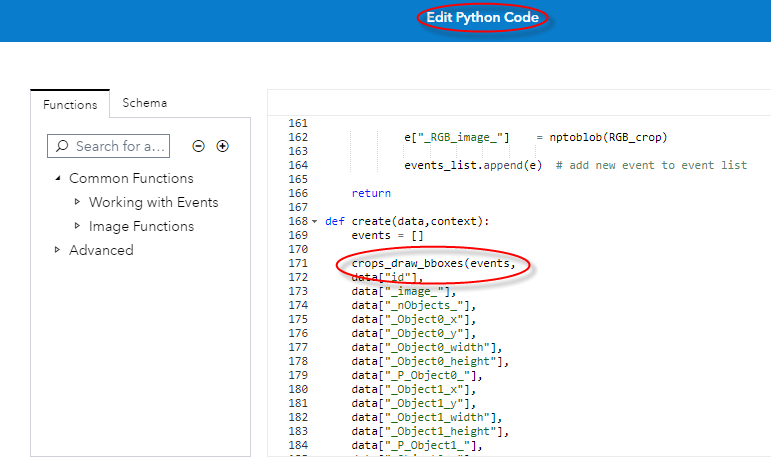 Edit Python Code
Functions
Schema
Search for a...
Common Functions
Working with Events
Image Functions
Advanced
161
162 e["_RGB_image_"] = nptoblob(RGB_crop)
163
164 events_list.append(e) # add new event to event list
165
166 return
167
168 def create(data,context):
169 events = []
170
171 crops_draw_bboxes(events,
172 data["id"],
173 data["_image_"],
174 data["_nObjects_"],
175 data["_Object0_x"],
176 data["_Object0_y"],
177 data["_Object0_width"],
178 data["_Object0_height"],
179 data["_P_Object0_"],
180 data["_Object1_x"],
181 data["_Object1_y"],
182 data["_Object1_width"],
183 data["_Object1_height"],
184 data["_P_Object1_"],